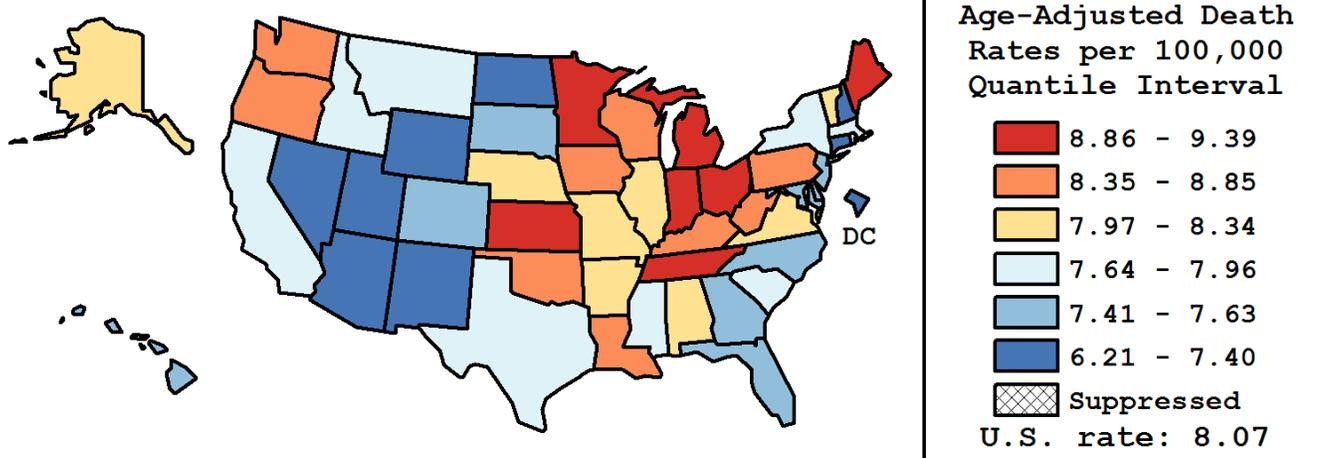 DC
Age-Adjusted Death
Rates per 100,000
Quantile Interval
8.86 - 9.39
8.35 - 8.85
7.97 - 8.34
7.64 - 7.96
7.41 - 7.63
6.21 - 7.40
Suppressed
U.S. rate: 8.07